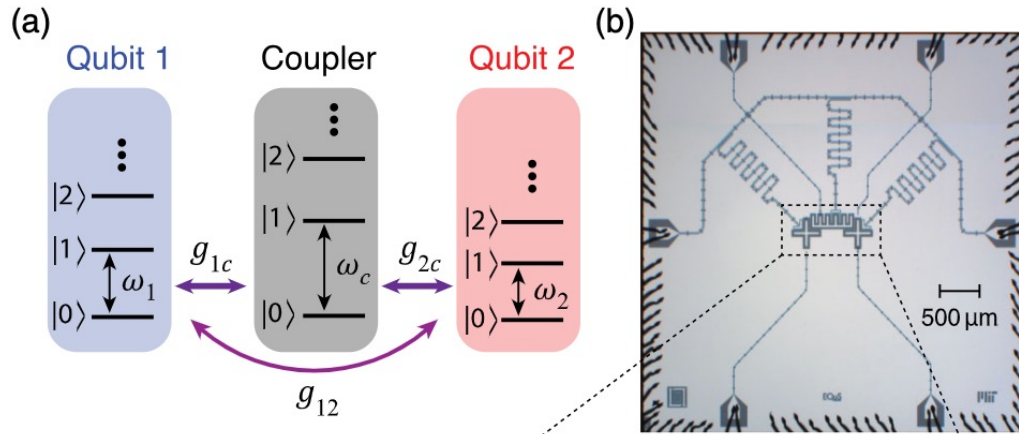 (a)
Qubit 1
Coupler
Qubit 2
|2⟩
|1⟩
|0⟩
ω₁
g₁c
|2⟩
|1⟩
|0⟩
ωc
g₂c
|2⟩
|1⟩
|0⟩
ω₂
g₁₂
(b)
500 μm